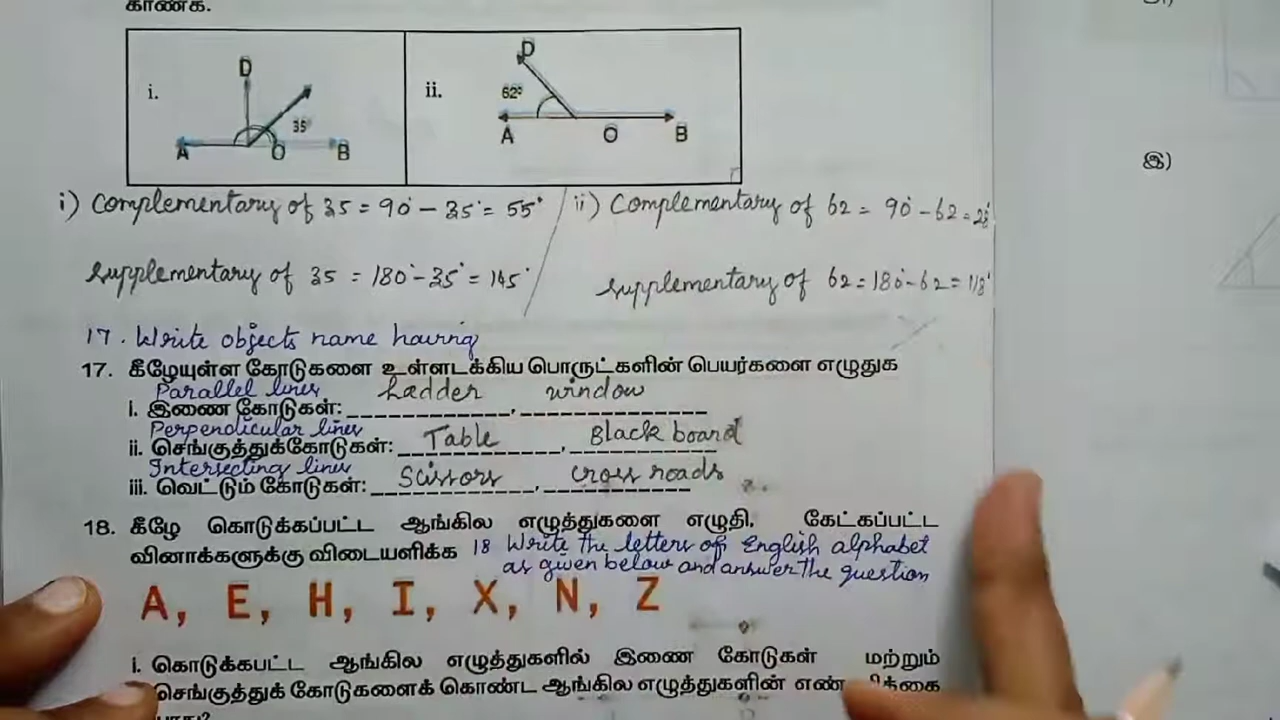 காண்க.
i.
D
35°
A
O
B
ii.
D
62°
A
O
B
i) Complementary of 35 = 90° - 35° = 55°
ii) Complementary of 62 = 90° - 62 = 28°
Supplementary of 35 = 180° - 35° = 145°
Supplementary of 62 = 180° - 62 = 118°
17. Write objects name having
17. கீழேயுள்ள கோடுகளை உள்ளடக்கிய பொருட்களின் பெயர்களை எழுதுக
Parallel lines Ladder window
i. இணை கோடுகள்: ____________, ______________
Perpendicular lines Table Black board
ii. செங்குத்துக்கோடுகள்: ____________, ____________
Intersecting lines Scissors cross roads
iii. வெட்டும் கோடுகள்: ____________, ____________
18. கீழே கொடுக்கப்பட்ட ஆங்கில எழுத்துகளை எழுதி, கேட்கப்பட்ட
வினாக்களுக்கு விடையளிக்க 18 Write the letters of English alphabet
as given below and answer the question
A, E, H, I, X, N, Z
i. கொடுக்கபட்ட ஆங்கில எழுத்துகளில் இணை கோடுகள் மற்றும்
செங்குத்துக் கோடுகளைக் கொண்ட ஆங்கில எழுத்துகளின்
இ)